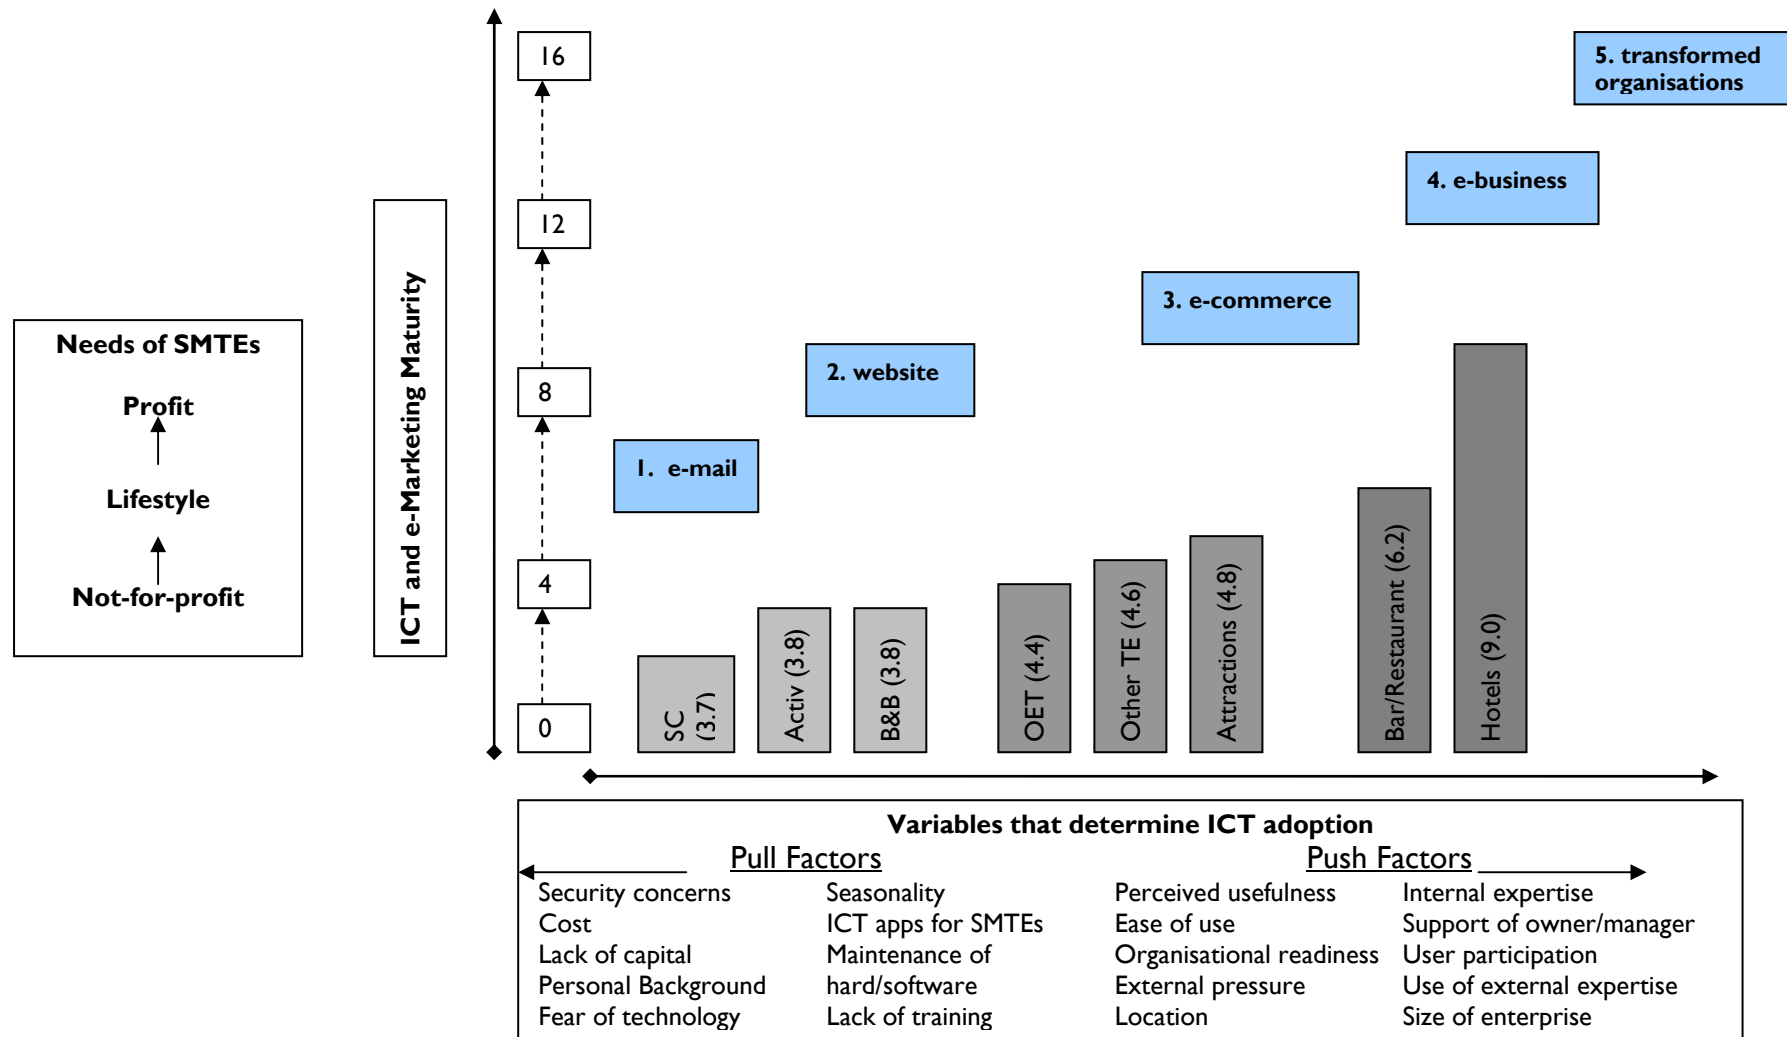 16
5. transformed
organisations
4. e-business
12
3. e-commerce
ICT and e-Marketing Maturity
Needs of SMTEs
Profit
Lifestyle
Not-for-profit
2. website
8
1. e-mail
4
0
SC
(3.7)
Activ (3.8)
B&B (3.8)
OET (4.4)
Other TE (4.6)
Attractions (4.8)
Bar/Restaurant (6.2)
Hotels (9.0)
Variables that determine ICT adoption
Pull Factors
Push Factors
Security concerns
Cost
Lack of capital
Personal Background
Fear of technology
Seasonality
ICT apps for SMTEs
Maintenance of
hard/software
Lack of training
Perceived usefulness
Ease of use
Organisational readiness
External pressure
Location
Internal expertise
Support of owner/manager
User participation
Use of external expertise
Size of enterprise